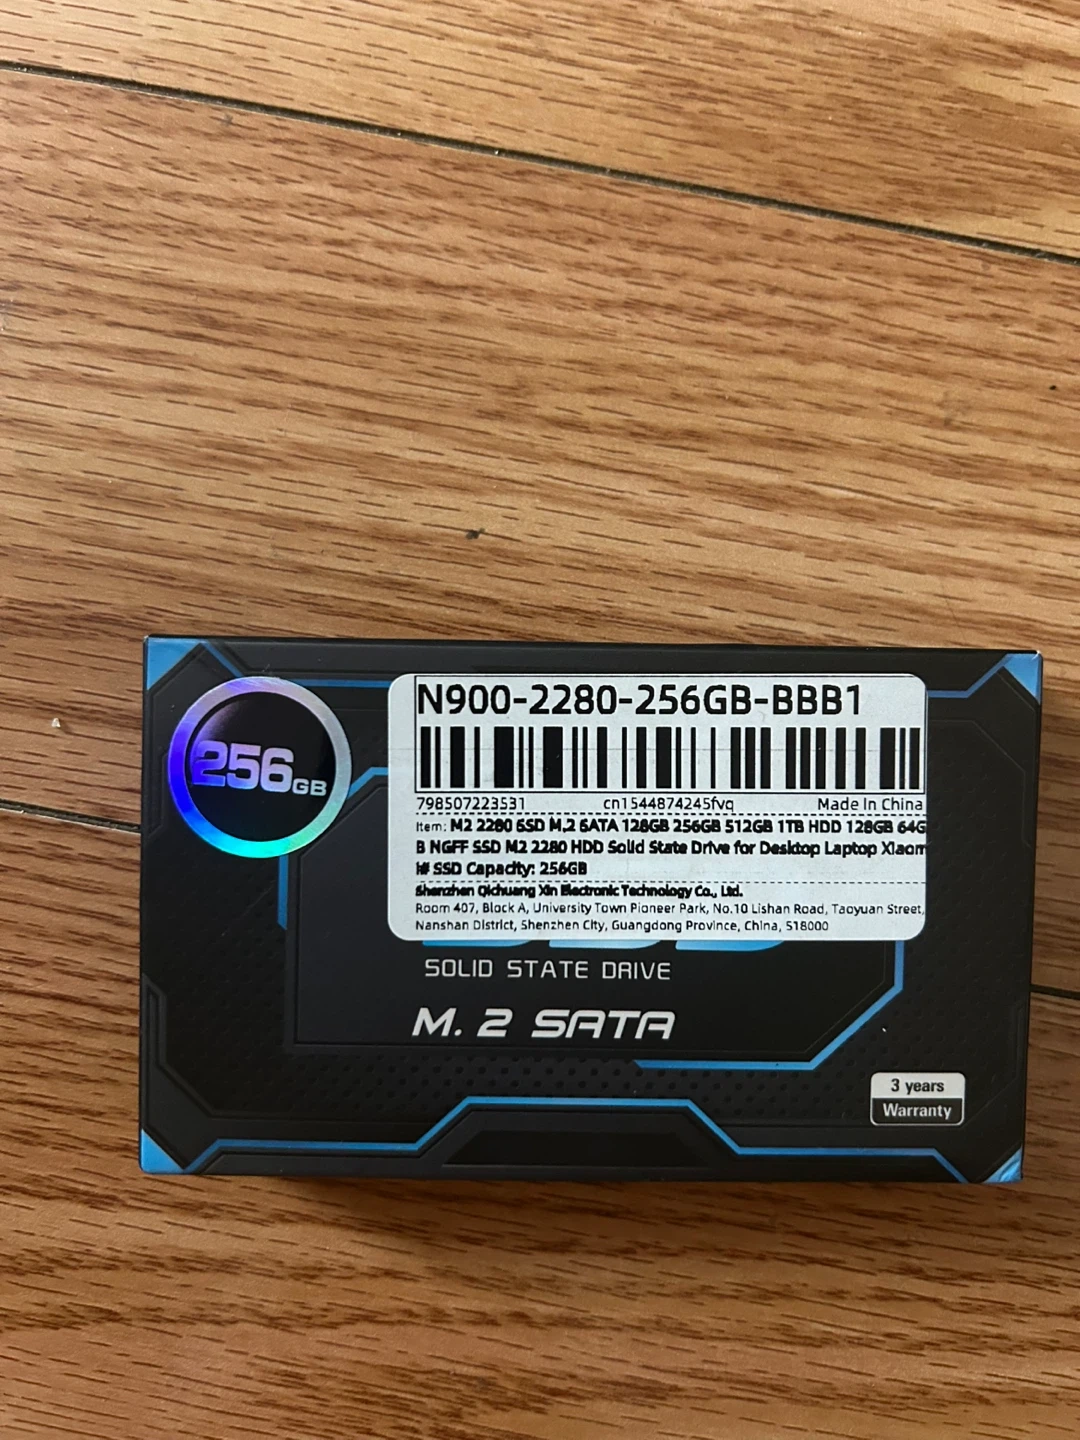 256GB
N900-2280-256GB-BBB1
798507223531 cn1544874245fvq Made In China
Item: M2 2280 SSD M,2 SATA 128GB 256GB 512GB 1TB HDD 128GB 64G
B NGFF SSD M2 2280 HDD Solid State Drive for Desktop Laptop Xiaom
i# SSD Capacity: 256GB
Shenzhen Qichuang Xin Electronic Technology Co., Ltd.
Room 407, Block A, University Town Pioneer Park, No.10 Lishan Road, Taoyuan Street,
Nanshan District, Shenzhen City, Guangdong Province, China, 518000
SOLID STATE DRIVE
M. 2 SATA
3 years
Warranty